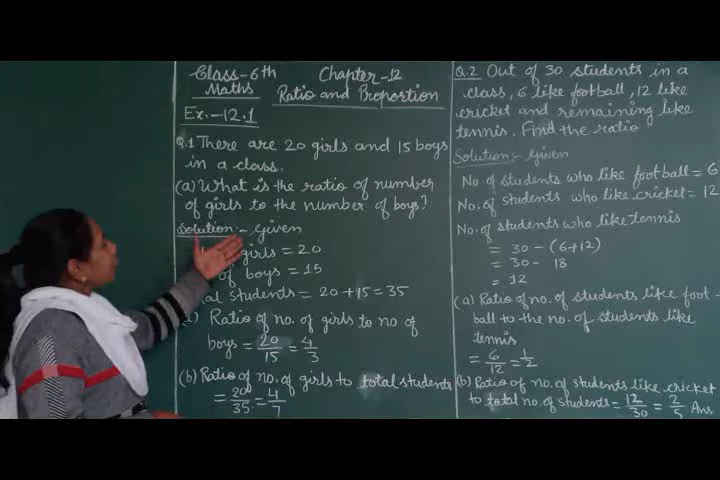 Class-6th
Maths
Chapter-12
Ratio and Proportion
Ex.-12.1
Q.1 There are 20 girls and 15 boys
in a class.
(a) What is the ratio of number
of girls to the number of boys?
Solution:- Given
girls = 20
of boys = 15
students = 20+15=35
Ratio of no. of girls to no of
boys = 20/15 = 4/3
(b) Ratio of no. of girls to total students
= 20/35 = 4/7
Q.2 Out of 30 students in a
class, 6 like football, 12 like
cricket and remaining like
tennis. Find the ratio
Solution:- Given
No of students who like football = 6
No. of students who like cricket = 12
No. of students who like tennis
= 30 - (6+12)
= 30 - 18
= 12
(a) Ratio of no. of students like foot-
ball to the no. of students like
tennis
= 6/12 = 1/2
(b) Ratio of no. of students like cricket
to total no. of students = 12/30 = 2/5 Ans